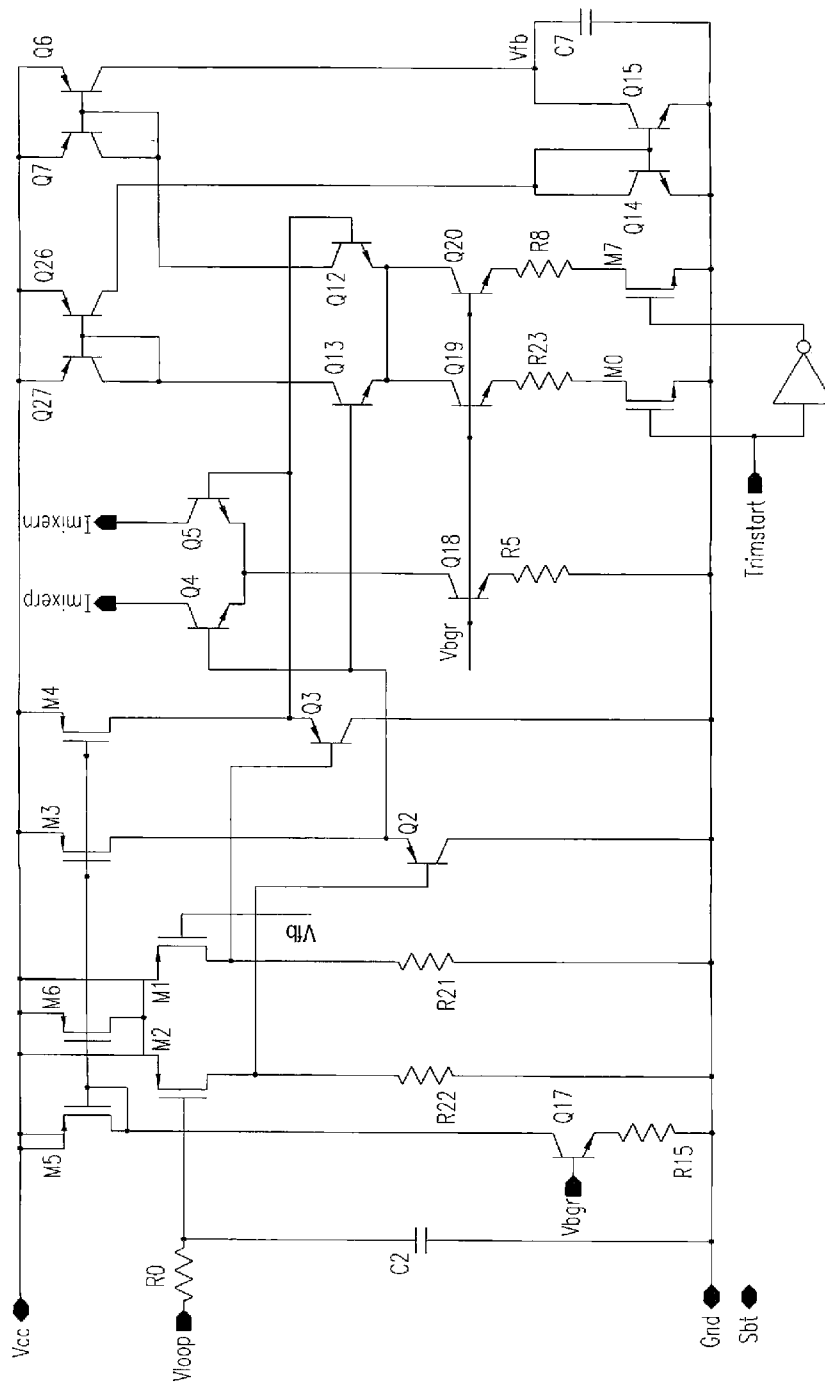 Vcc
M5
M6
M3
M4
Q27
Q26
Q7
Q6
Imixerp
Imixern
M2
M1
Q4
Q5
Vfb
Vloop
R0
Q3
Q13
Q12
Vfb
C7
Q2
Vbgr
Q18
Q19
Q20
Q14
Q15
C2
R22
R21
R5
R23
R8
Vbgr
Q17
R15
M0
M7
Gnd
Sbt
Trimstart